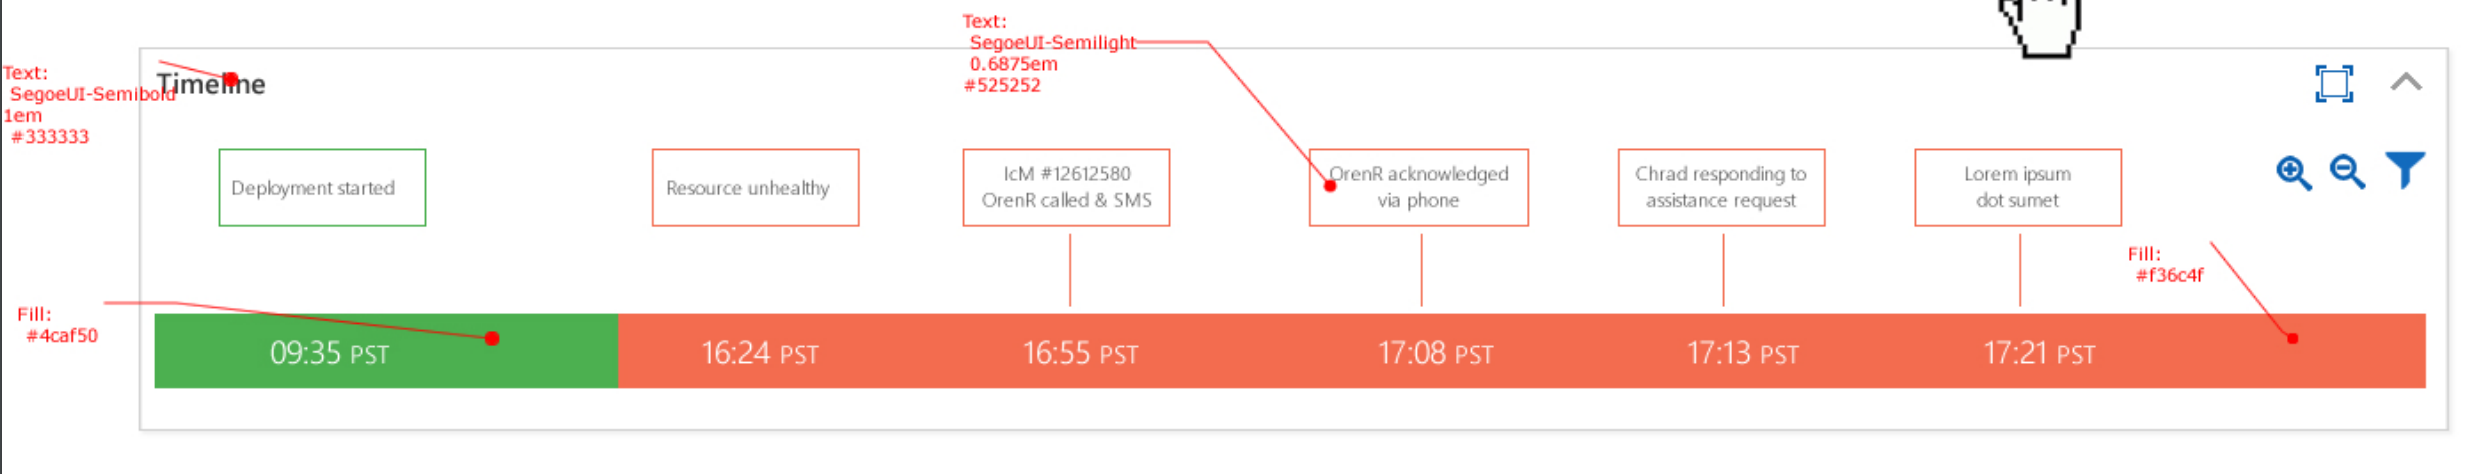 Text:
SegoeUI-Semilight
0.6875em
#525252
Text:
SegoeUI-Semibold
1em
#333333
Timeline
Deployment started
Resource unhealthy
IcM #12612580
OrenR called & SMS
OrenR acknowledged
via phone
Chrad responding to
assistance request
Lorem ipsum
dot sumet
Fill:
#f36c4f
Fill:
#4caf50
09:35 PST
16:24 PST
16:55 PST
17:08 PST
17:13 PST
17:21 PST